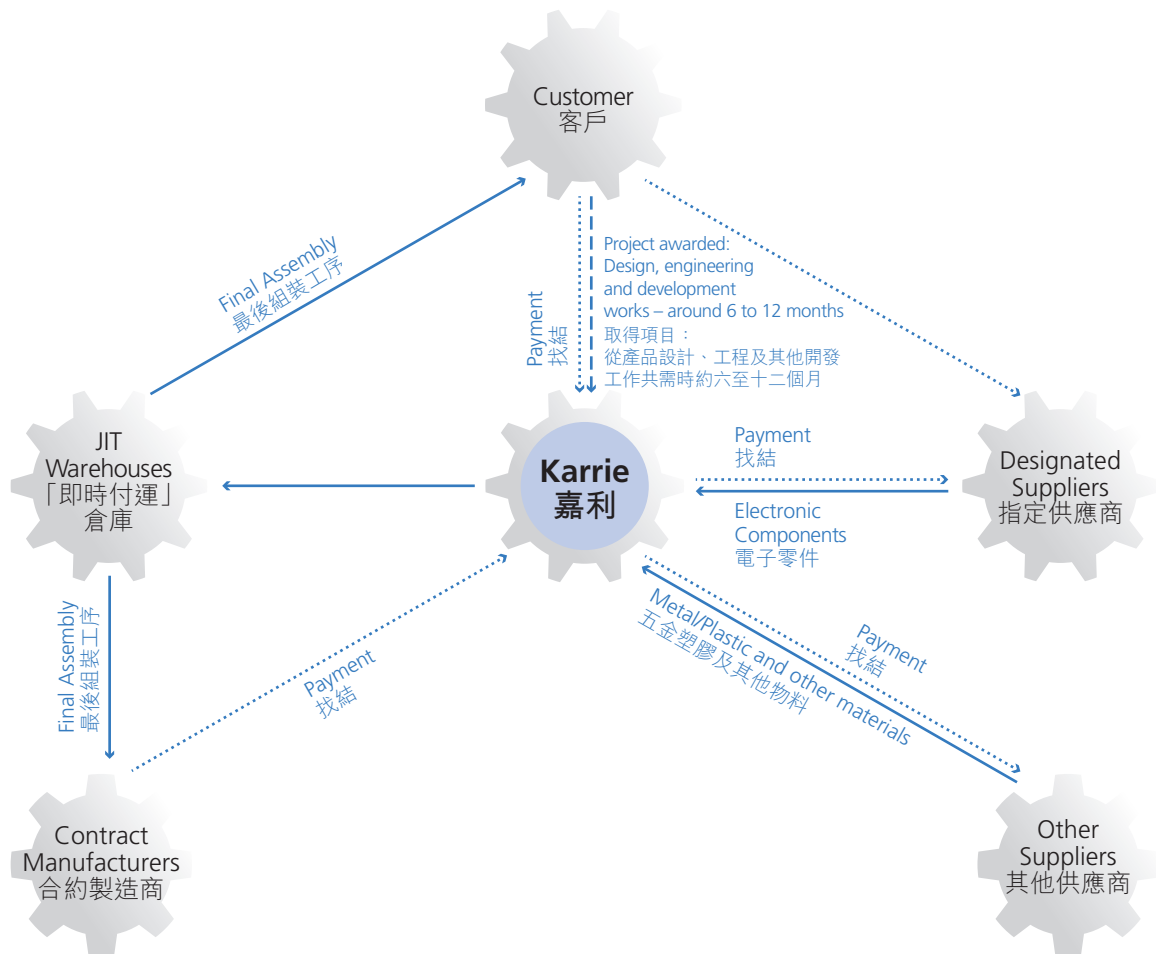 Customer
客戶
Final Assembly
最後組裝工序
Payment
找結
Project awarded:
Design, engineering
and development
works – around 6 to 12 months
取得項目：
從產品設計、工程及其他開發
工作共需時約六至十二個月
JIT
Warehouses
「即時付運」
倉庫
Karrie
嘉利
Payment
找結
Electronic
Components
電子零件
Designated
Suppliers
指定供應商
Final Assembly
最後組裝工序
Payment
找結
Metal/Plastic and other materials
五金塑膠及其他物料
Payment
找結
Contract
Manufacturers
合約製造商
Other
Suppliers
其他供應商